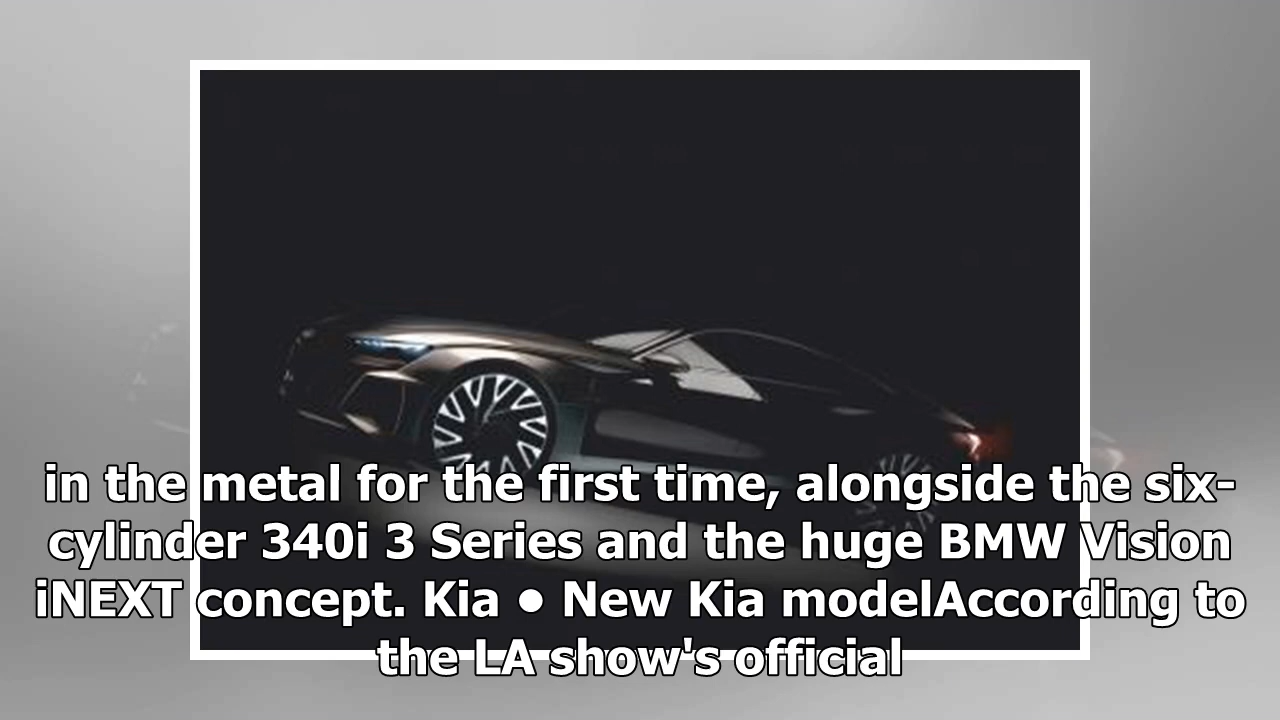 in the metal for the first time, alongside the six-
cylinder 340i 3 Series and the huge BMW Vision
iNEXT concept. Kia • New Kia modelAccording to
the LA show's official